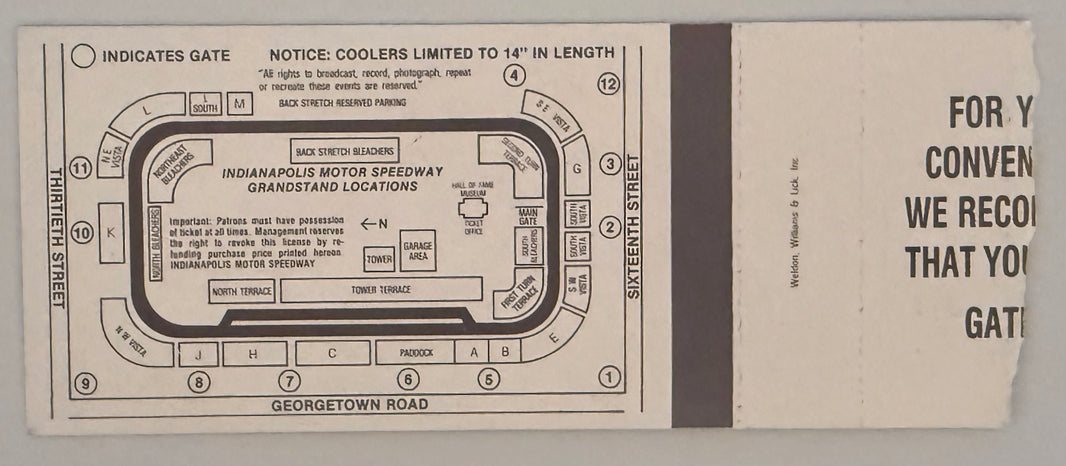 INDICATES GATE
NOTICE: COOLERS LIMITED TO 14" IN LENGTH
"All rights to broadcast, record, photograph, repeat
or recreate these events are reserved."
BACK STRETCH RESERVED PARKING
4
12
L
L SOUTH
M
S E VISTA
N E VISTA
11
NORTHEAST BLEACHERS
BACK STRETCH BLEACHERS
SECOND TURN TERRACE
G
3
INDIANAPOLIS MOTOR SPEEDWAY
GRANDSTAND LOCATIONS
HALL OF FAME
MUSEUM
TICKET
OFFICE
THIRTIETH STREET
SIXTEENTH STREET
10
K
NORTH BLEACHERS
Important: Patrons must have possession
of ticket at all times. Management reserves
the right to revoke this license by re-
funding purchase price printed hereon.
INDIANAPOLIS MOTOR SPEEDWAY
←N
TOWER
GARAGE
AREA
MAIN
GATE
SOUTH BLEACHERS
SOUTH VISTA
2
SOUTH VISTA
S W VISTA
NORTH TERRACE
TOWER TERRACE
FIRST TURN TERRACE
N W VISTA
J
H
C
PADDOCK
A
B
E
9
8
7
6
5
1
GEORGETOWN ROAD
Weldon, Williams & Lick, Inc.
FOR Y
CONVEN
WE RECO
THAT YOU
GAT